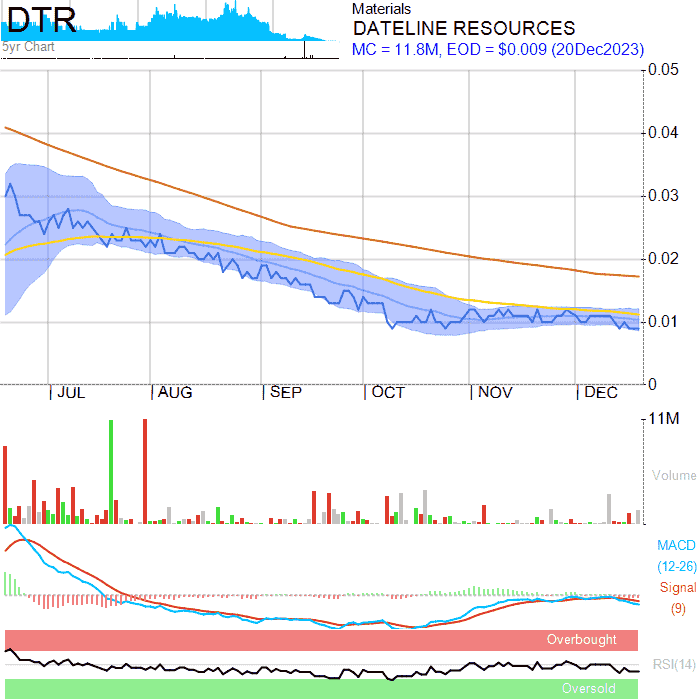 DTR
5yr Chart
Materials
DATELINE RESOURCES
MC = 11.8M, EOD = $0.009 (20Dec2023)
0.05
0.04
0.03
0.02
0.01
0
JUL AUG SEP OCT NOV DEC
11M
Volume
MACD
(12-26)
Signal
(9)
Overbought
RSI(14)
Oversold